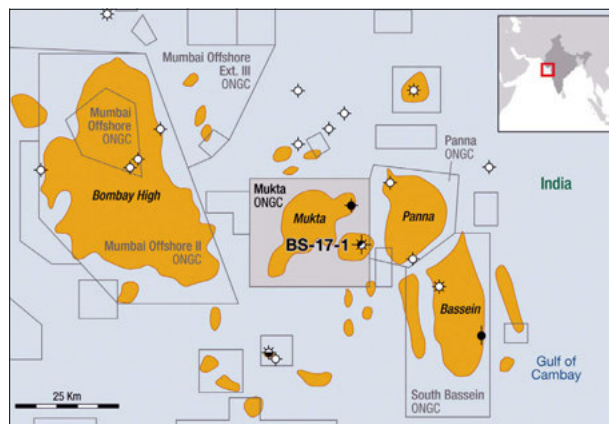 Mumbai Offshore
Ext. III
ONGC
Mumbai
Offshore
ONGC
Panna
ONGC
India
Mukta
ONGC
Bombay High
Mukta
Panna
BS-17-1
Mumbai Offshore II
ONGC
Bassein
Gulf of
Cambay
25 Km
South Bassein
ONGC